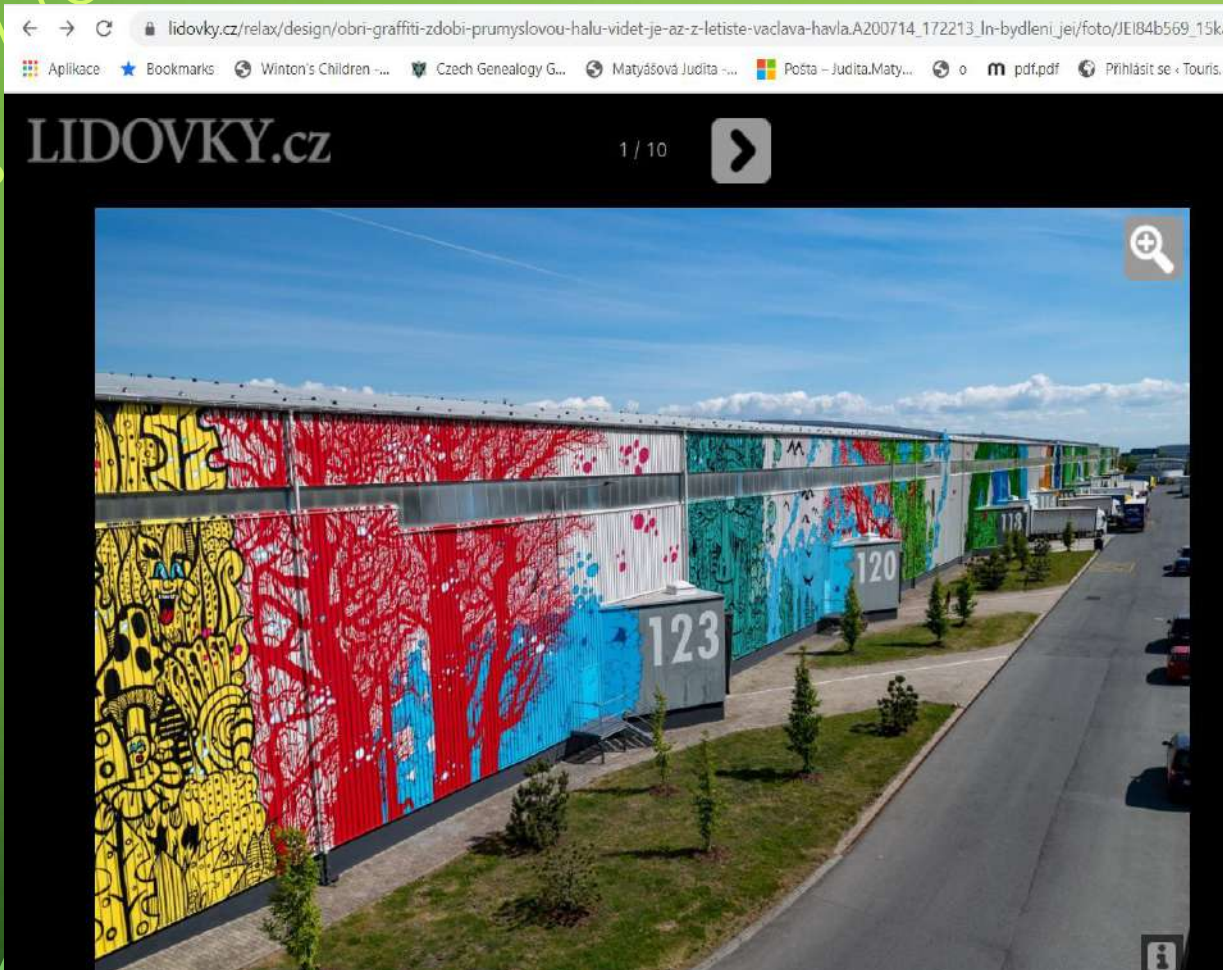 lidovky.cz/relax/design/obri-graffiti-zdobi-prumyslovou-halu-videt-je-az-z-letiste-vaclava-havla.A200714_172213_ln-bydleni_jei/foto/JEI84b569_15k
Aplikace Bookmarks Winton's Children -... Czech Genealogy G... Matyášová Judita -... Pošta – Judita.Maty... o pdf.pdf Přihlásit se ‹ Touris.
LIDOVKY.cz
1 / 10
123
120
118